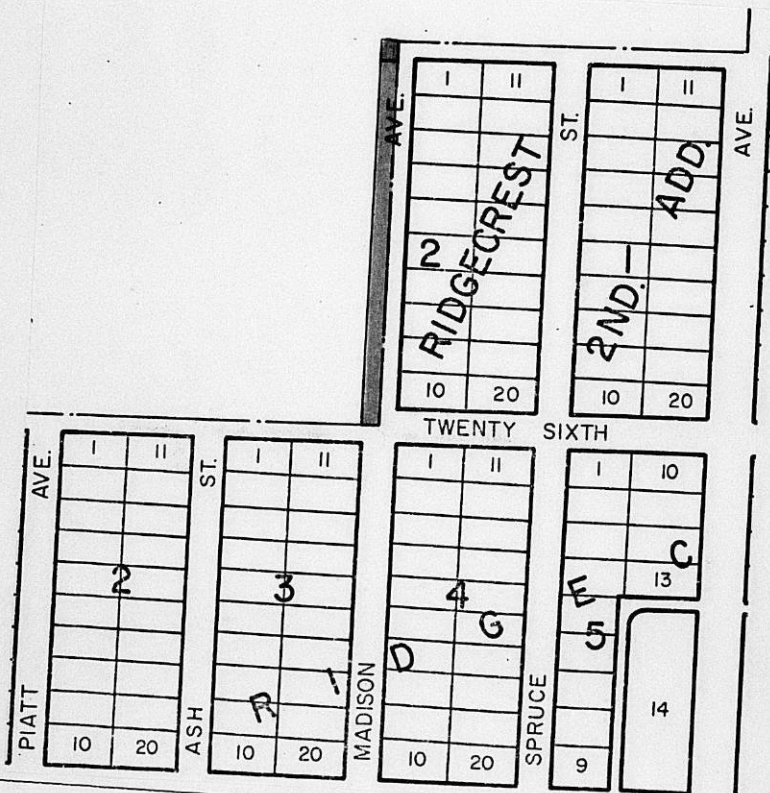 AVE.
1 11
ST.
1 11
AVE.
RIDGECREST
2ND.
ADD.
2
1
10 20
10 20
TWENTY SIXTH
AVE.
1 11
ST.
1 11
1 11
1 10
2
3
4
5
13
R I D G E C
14
PIATT
10 20
ASH
10 20
MADISON
10 20
SPRUCE
9